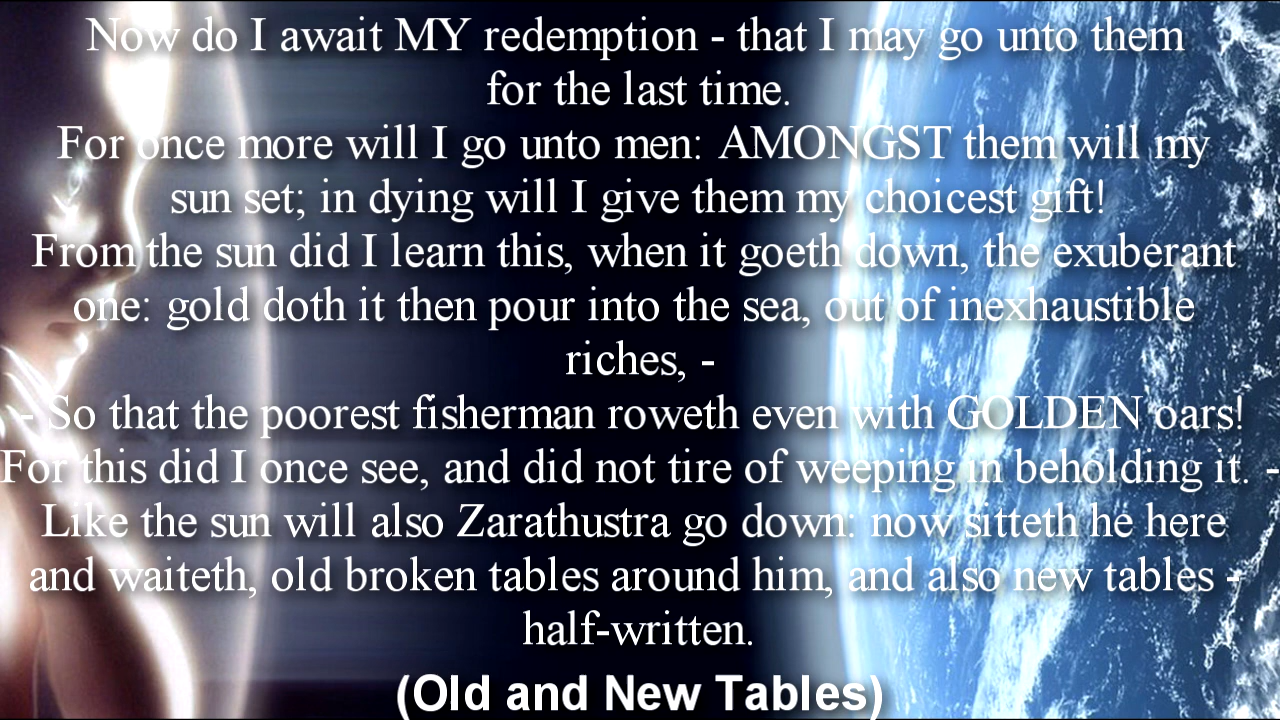 Now do I await MY redemption - that I may go unto them
for the last time.
For once more will I go unto men: AMONGST them will my
sun set; in dying will I give them my choicest gift!
From the sun did I learn this, when it goeth down, the exuberant
one: gold doth it then pour into the sea, out of inexhaustible
riches, -
- So that the poorest fisherman roweth even with GOLDEN oars!
For this did I once see, and did not tire of weeping in beholding it. -
Like the sun will also Zarathustra go down: now sitteth he here
and waiteth, old broken tables around him, and also new tables -
half-written.
(Old and New Tables)